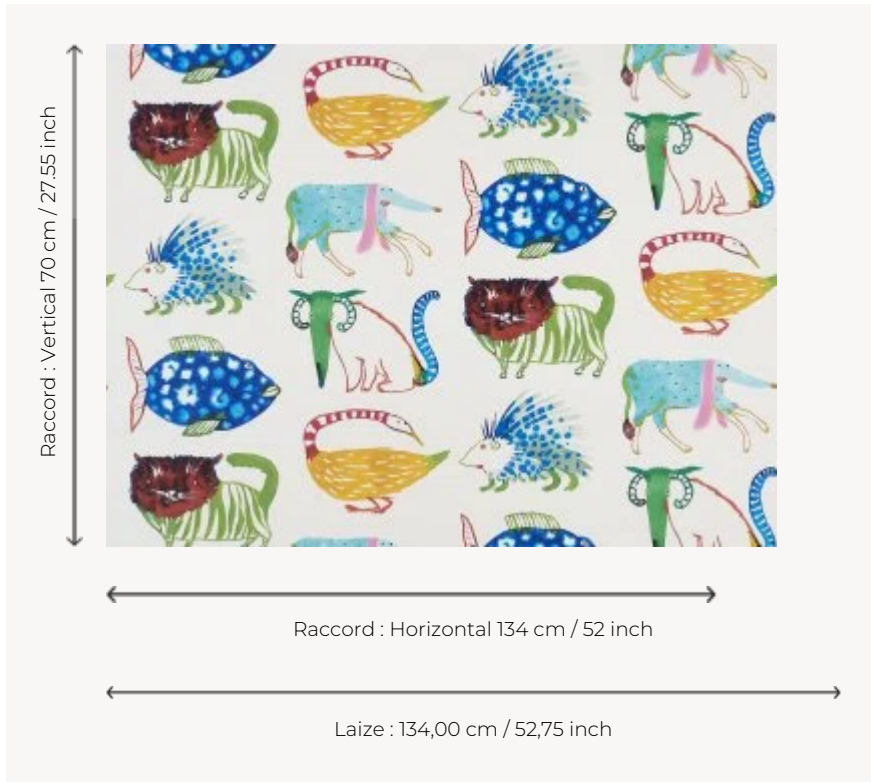 Raccord : Vertical 70 cm / 27.55 inch
Raccord : Horizontal 134 cm / 52 inch
Laize : 134,00 cm / 52,75 inch